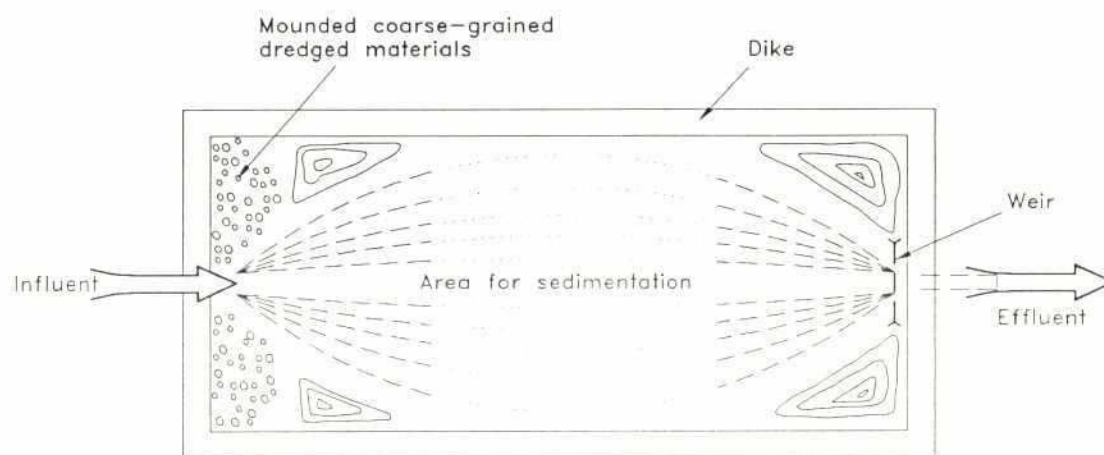 Mounded coarse-grained
dredged materials
Dike
Weir
Influent
Area for sedimentation
Effluent